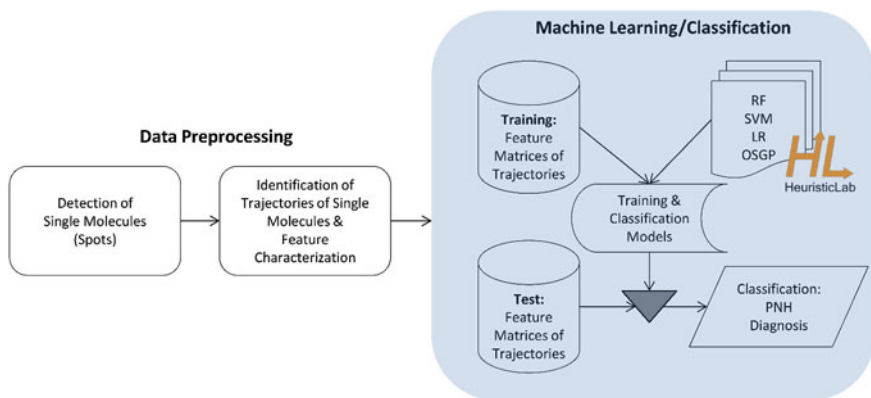 Data Preprocessing
Detection of
Single Molecules
(Spots)
Identification of
Trajectories of Single
Molecules &
Feature
Characterization
Machine Learning/Classification
Training:
Feature
Matrices of
Trajectories
RF
SVM
LR
OSGP
HL
HeuristicLab
Training &
Classification
Models
Test:
Feature
Matrices of
Trajectories
Classification:
PNH
Diagnosis